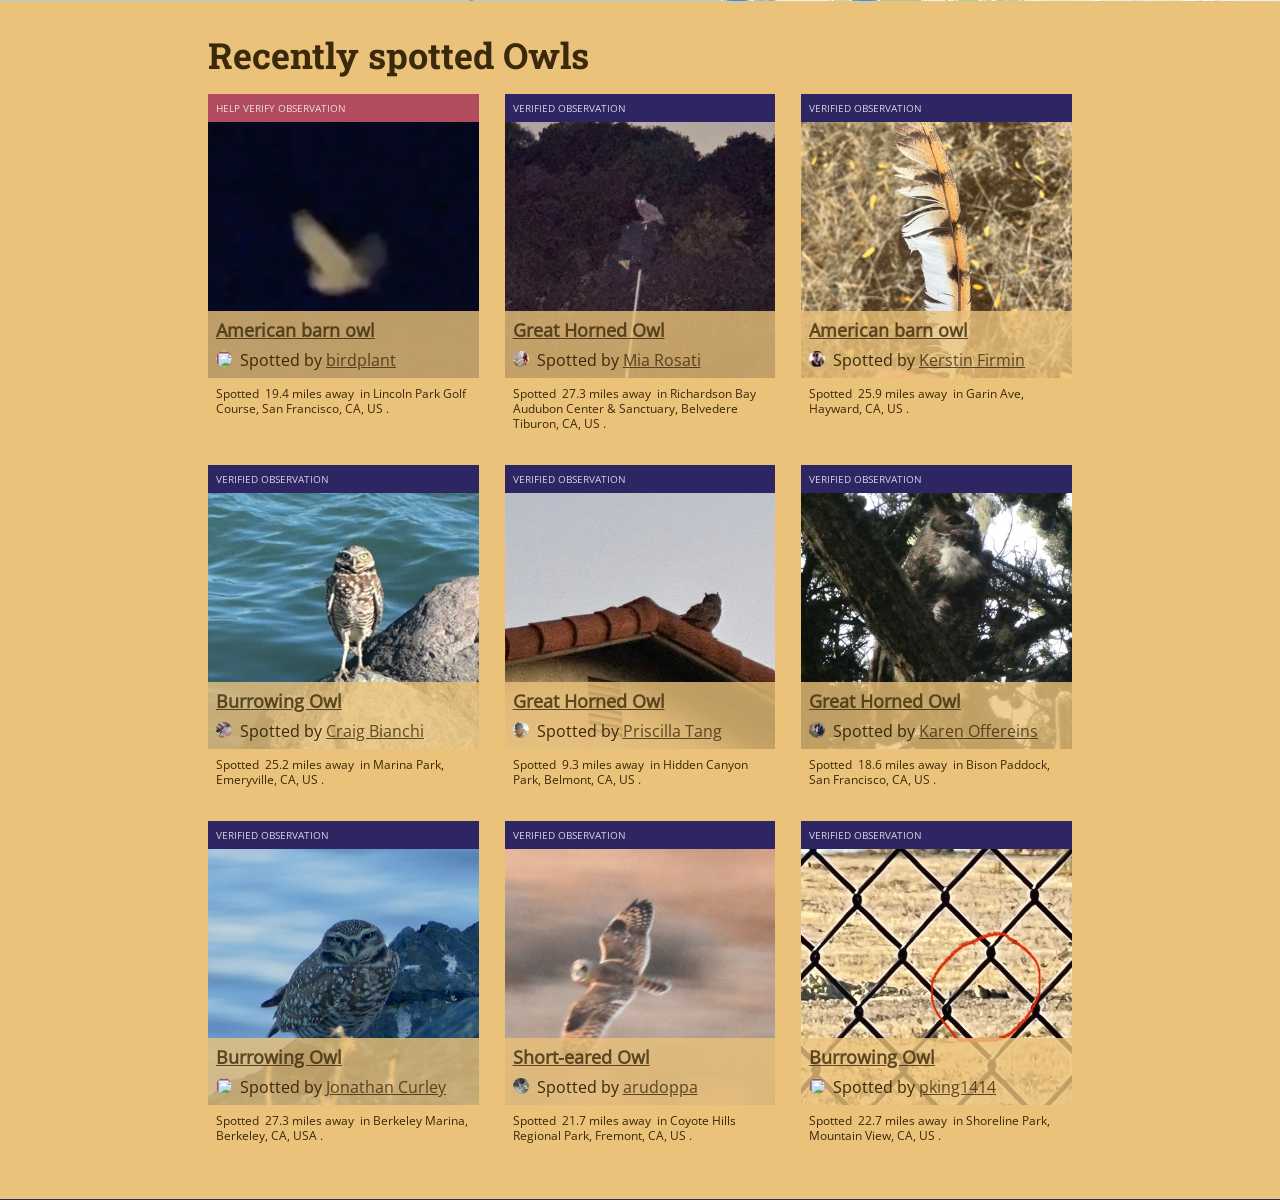 Recently spotted Owls
HELP VERIFY OBSERVATION
American barn owl
Spotted by birdplant
Spotted 19.4 miles away in Lincoln Park Golf
Course, San Francisco, CA, US .
VERIFIED OBSERVATION
Great Horned Owl
Spotted by Mia Rosati
Spotted 27.3 miles away in Richardson Bay
Audubon Center & Sanctuary, Belvedere
Tiburon, CA, US .
VERIFIED OBSERVATION
American barn owl
Spotted by Kerstin Firmin
Spotted 25.9 miles away in Garin Ave,
Hayward, CA, US .
VERIFIED OBSERVATION
Burrowing Owl
Spotted by Craig Bianchi
Spotted 25.2 miles away in Marina Park,
Emeryville, CA, US .
VERIFIED OBSERVATION
Great Horned Owl
Spotted by Priscilla Tang
Spotted 9.3 miles away in Hidden Canyon
Park, Belmont, CA, US .
VERIFIED OBSERVATION
Great Horned Owl
Spotted by Karen Offereins
Spotted 18.6 miles away in Bison Paddock,
San Francisco, CA, US .
VERIFIED OBSERVATION
Burrowing Owl
Spotted by Jonathan Curley
Spotted 27.3 miles away in Berkeley Marina,
Berkeley, CA, USA .
VERIFIED OBSERVATION
Short-eared Owl
Spotted by arudoppa
Spotted 21.7 miles away in Coyote Hills
Regional Park, Fremont, CA, US .
VERIFIED OBSERVATION
Burrowing Owl
Spotted by pking1414
Spotted 22.7 miles away in Shoreline Park,
Mountain View, CA, US .